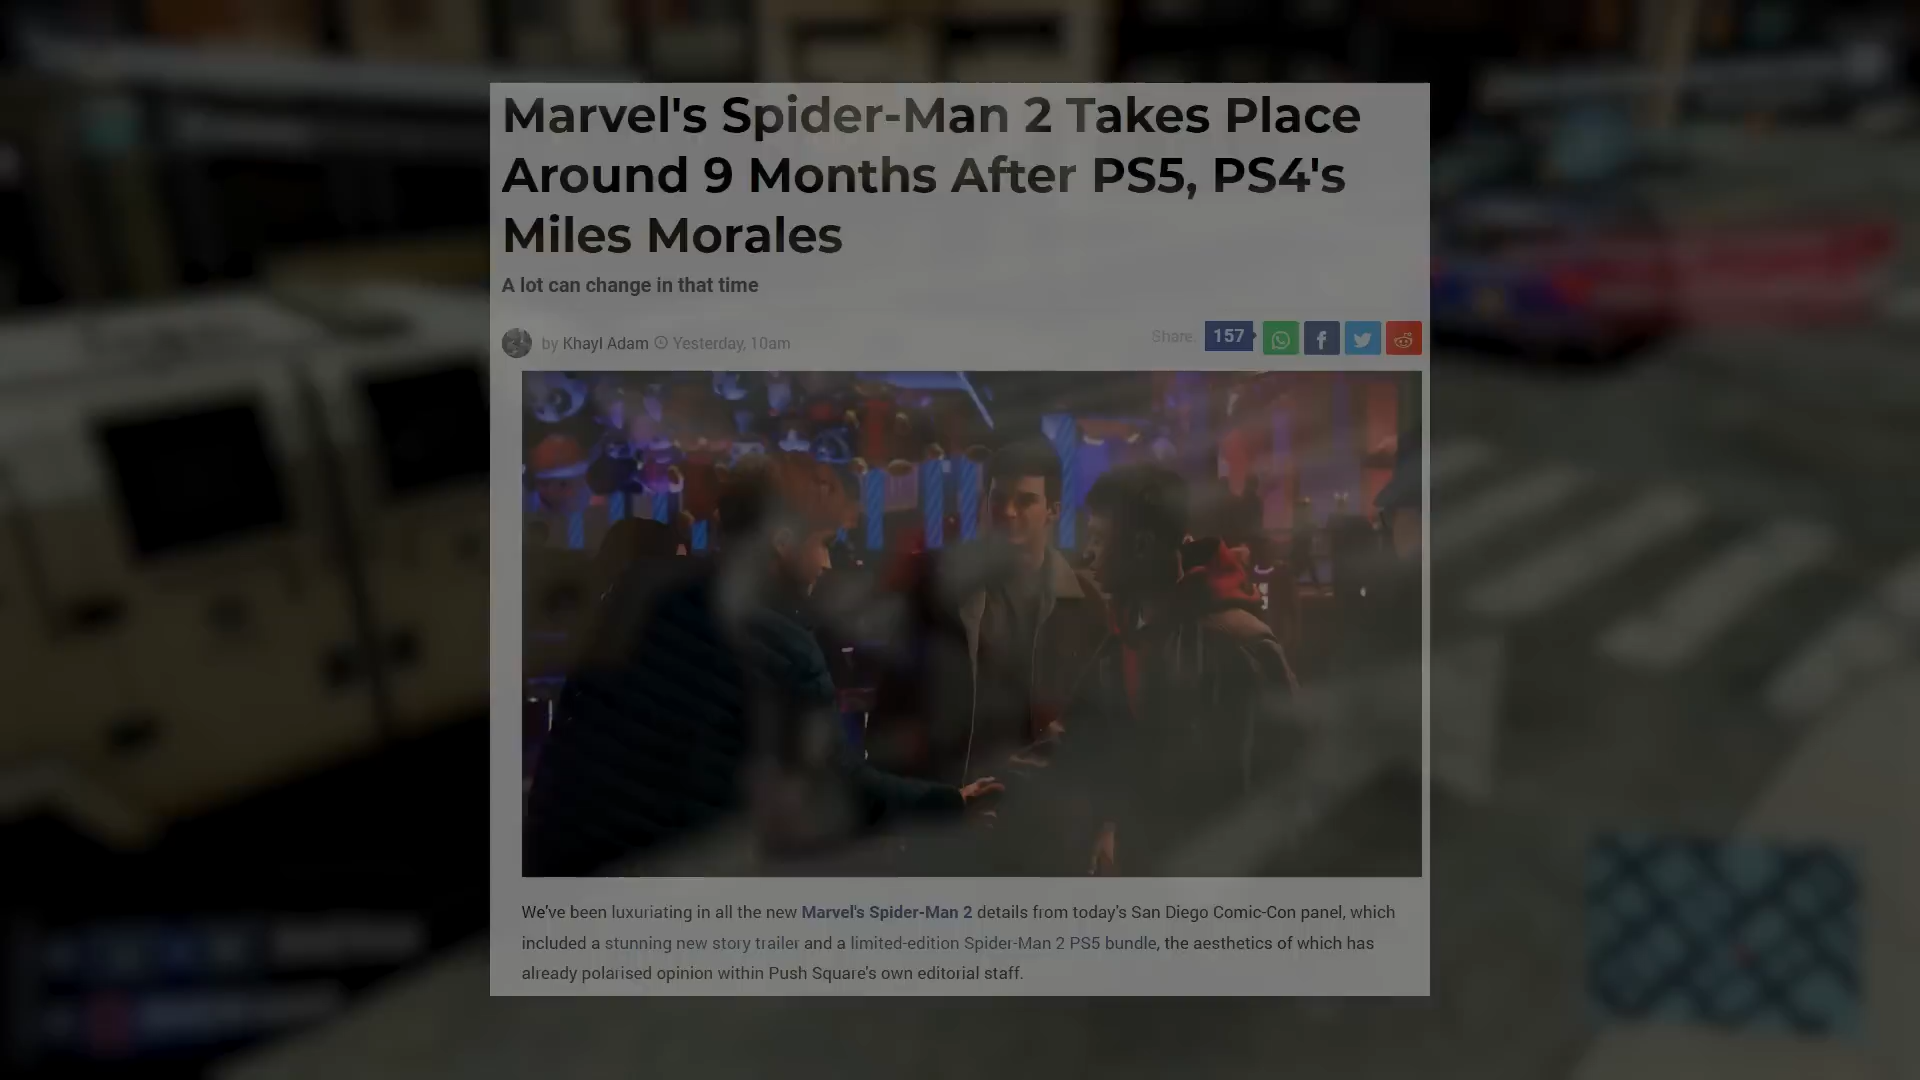 Marvel's Spider-Man 2 Takes Place
Around 9 Months After PS5, PS4's
Miles Morales
A lot can change in that time
by Khayl Adam Yesterday, 10am
Share: 157
We've been luxuriating in all the new Marvel's Spider-Man 2 details from today's San Diego Comic-Con panel, which
included a stunning new story trailer and a limited-edition Spider-Man 2 PS5 bundle, the aesthetics of which has
already polarised opinion within Push Square's own editorial staff.